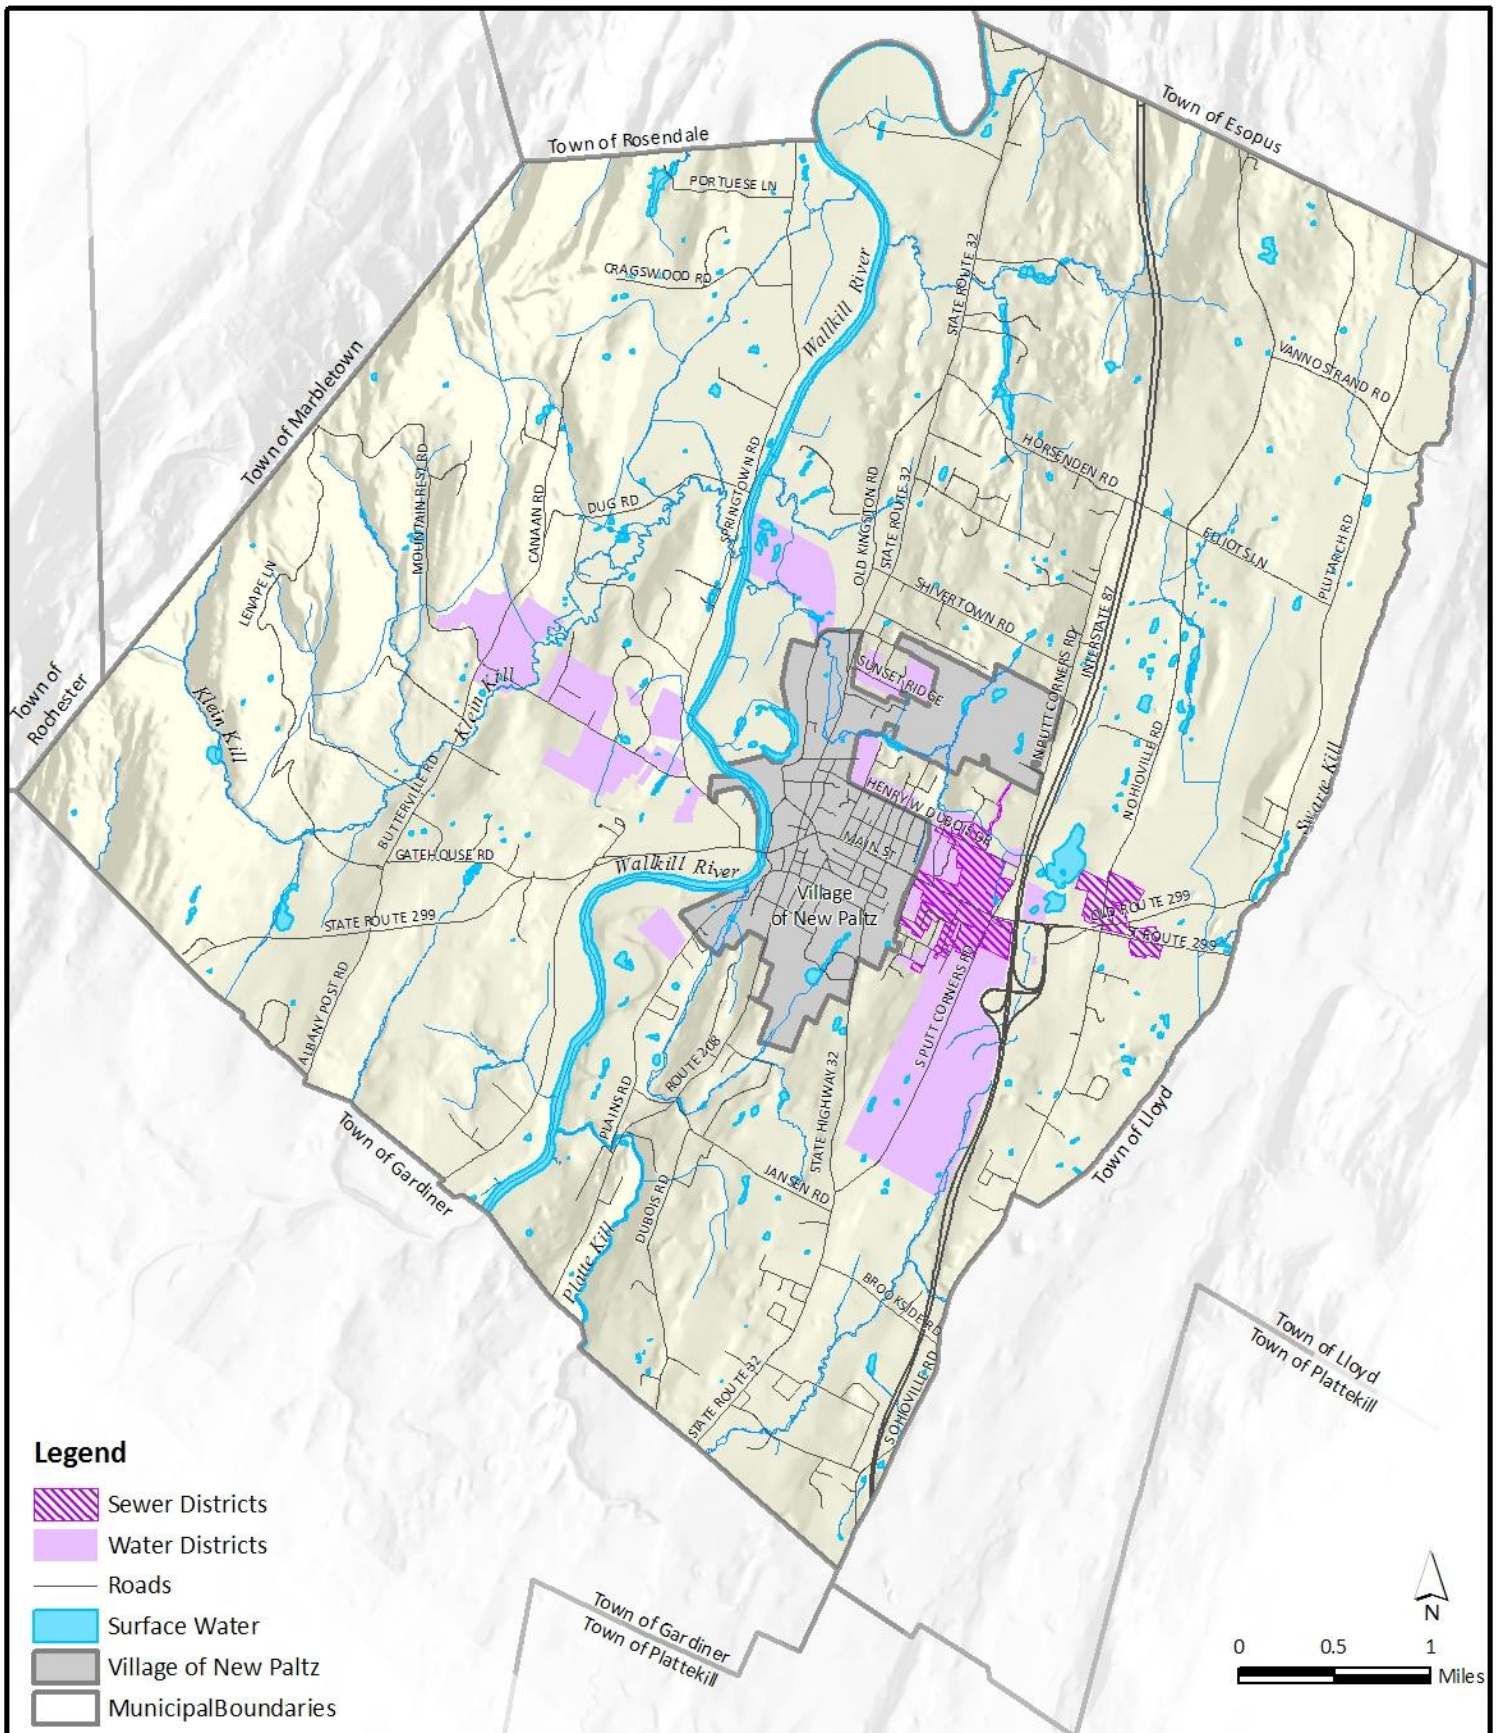 Town of Esopus
Town of Rosendale
PORTUESE LN
STATE ROUTE 32
CRAGSWOOD RD
Wallkill River
VANNOSTRAND RD
Town of Marbletown
HORSENDEN RD
MOUNTAIN REST RD
SPRINGTOWN RD
OLD KINGSTON RD
STATE ROUTE 32
CANAAN RD
DUG RD
ELLIOTS LN
PLUTARCH RD
LENAPE LN
SHIVERTOWN RD
INTERSTATE 87
N PUTT CORNERS RD
SUNSET RIDGE
Town of
Rochester
Klein Kill
Klein Kill
N OHIOVILLE RD
Swarte Kill
BUTTERVILLE RD
HENRY W DUBOIS DR
MAIN ST
GATEHOUSE RD
Wallkill River
Village
of New Paltz
OLD ROUTE 299
ROUTE 299
STATE ROUTE 299
ALBANY POST RD
S PUTT CORNERS RD
ROUTE 208
PLAINS RD
STATE HIGHWAY 32
Town of Lloyd
Town of Gardiner
JANSEN RD
DUBOIS RD
Platte Kill
BROOKSIDE RD
Town of Lloyd
Town of Plattekill
STATE ROUTE 32
S OHIOVILLE RD
Legend
Sewer Districts
Water Districts
Roads
Surface Water
Village of New Paltz
MunicipalBoundaries
Town of Gardiner
Town of Plattekill
N
0 0.5 1
Miles